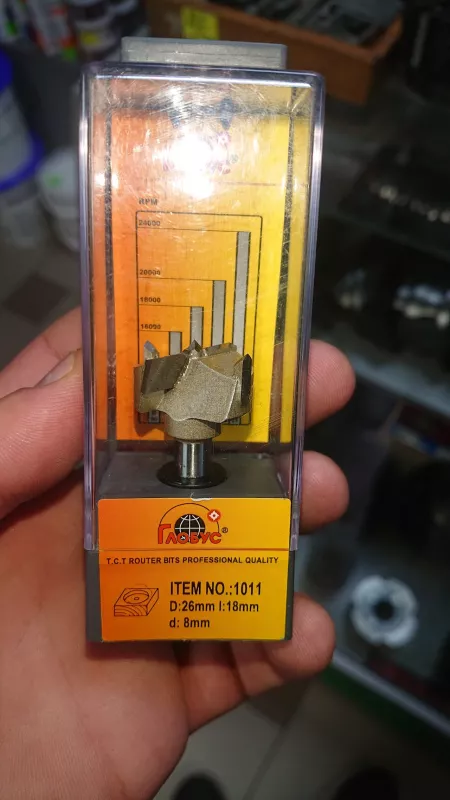 RPM
24000
20000
18000
16000
ГЛОБУС®
T.C.T ROUTER BITS PROFESSIONAL QUALITY
ITEM NO.:1011
D:26mm l:18mm
d: 8mm